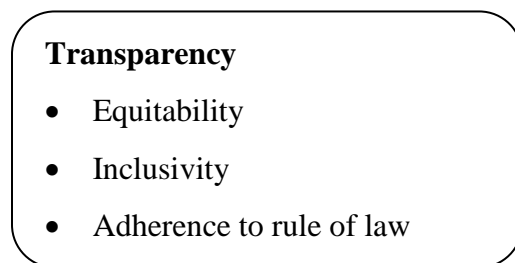 Transparency
• Equitability
• Inclusivity
• Adherence to rule of law